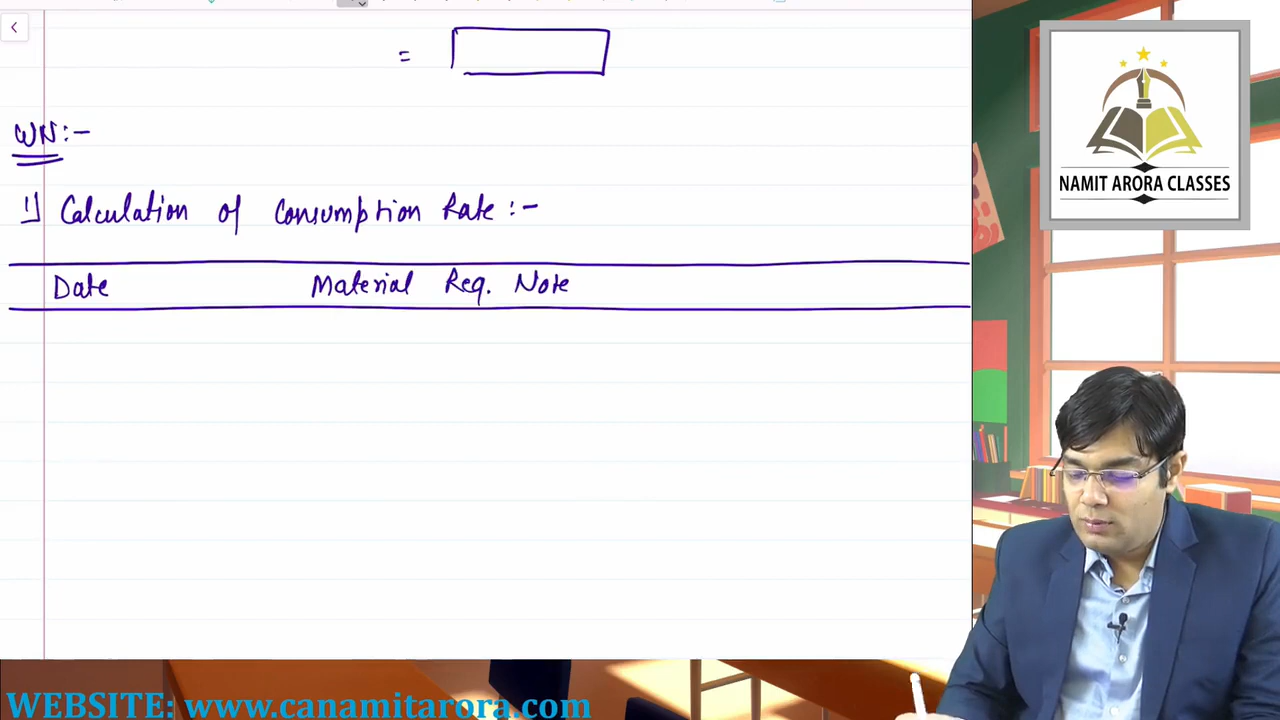 =
WN:-
1) Calculation of Consumption Rate :-
Date Material Req. Note
NAMIT ARORA CLASSES
WEBSITE: www.canamitarora.com